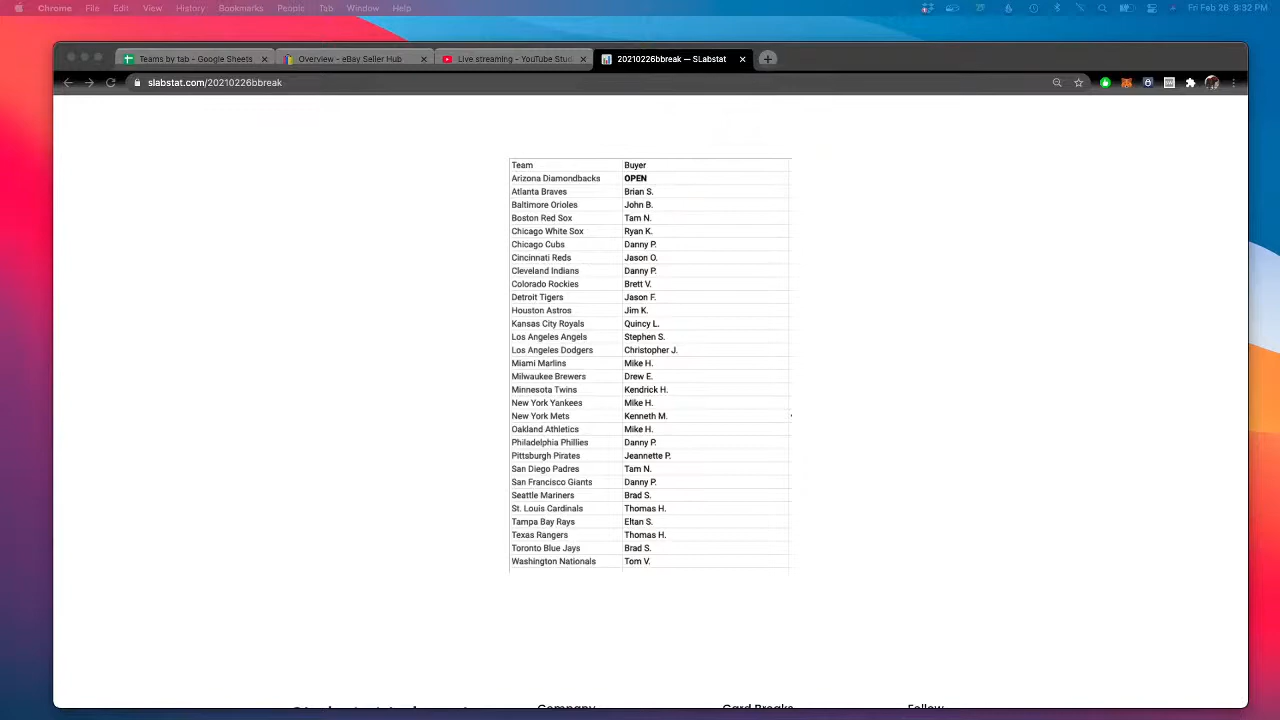 Chrome File Edit View History Bookmarks People Tab Window Help Fri Feb 26 8:32 PM
Teams by tab - Google Sheets Overview - eBay Seller Hub Live streaming - YouTube Stud 20210226bbreak — SLabstat
slabstat.com/20210226bbreak
Team Buyer
Arizona Diamondbacks OPEN
Atlanta Braves Brian S.
Baltimore Orioles John B.
Boston Red Sox Tam N.
Chicago White Sox Ryan K.
Chicago Cubs Danny P.
Cincinnati Reds Jason O.
Cleveland Indians Danny P.
Colorado Rockies Brett V.
Detroit Tigers Jason F.
Houston Astros Jim K.
Kansas City Royals Quincy L.
Los Angeles Angels Stephen S.
Los Angeles Dodgers Christopher J.
Miami Marlins Mike H.
Milwaukee Brewers Drew E.
Minnesota Twins Kendrick H.
New York Yankees Mike H.
New York Mets Kenneth M.
Oakland Athletics Mike H.
Philadelphia Phillies Danny P.
Pittsburgh Pirates Jeannette P.
San Diego Padres Tam N.
San Francisco Giants Danny P.
Seattle Mariners Brad S.
St. Louis Cardinals Thomas H.
Tampa Bay Rays Eltan S.
Texas Rangers Thomas H.
Toronto Blue Jays Brad S.
Washington Nationals Tom V.
Company Card Breaks Follow